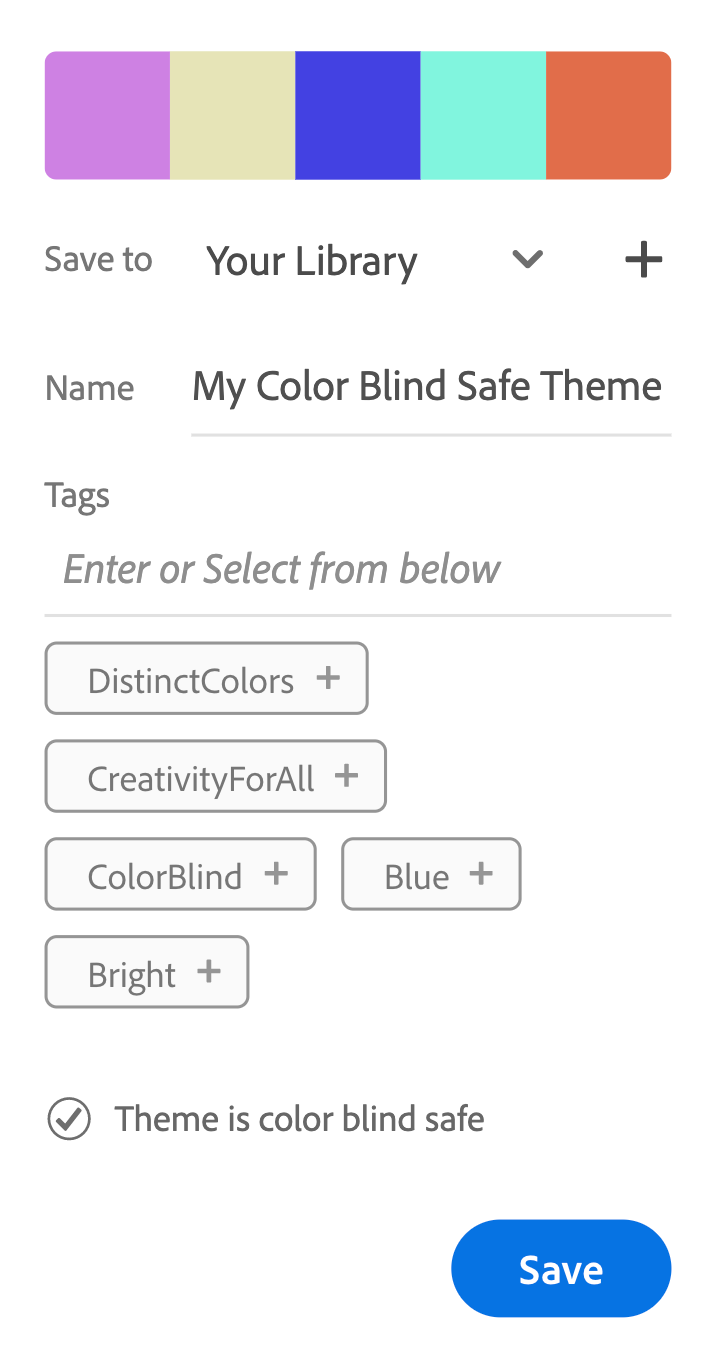 Save to Your Library
Name My Color Blind Safe Theme
Tags
Enter or Select from below
DistinctColors +
CreativityForAll +
ColorBlind + Blue +
Bright +
Theme is color blind safe
Save